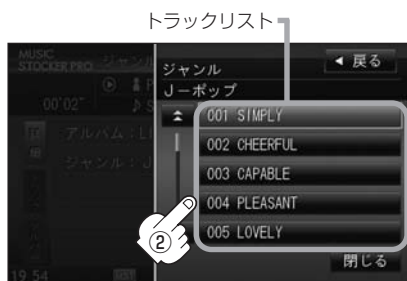 トラックリスト
MUSIC
STOCKER PRO
ジャンル
◀ 戻る
ジャンル
J−ポップ
00'02"
001 SIMPLY
002 CHEERFUL
アルバム：LI
003 CAPABLE
ジャンル：J
004 PLEASANT
②
005 LOVELY
閉じる
19 54
LIST